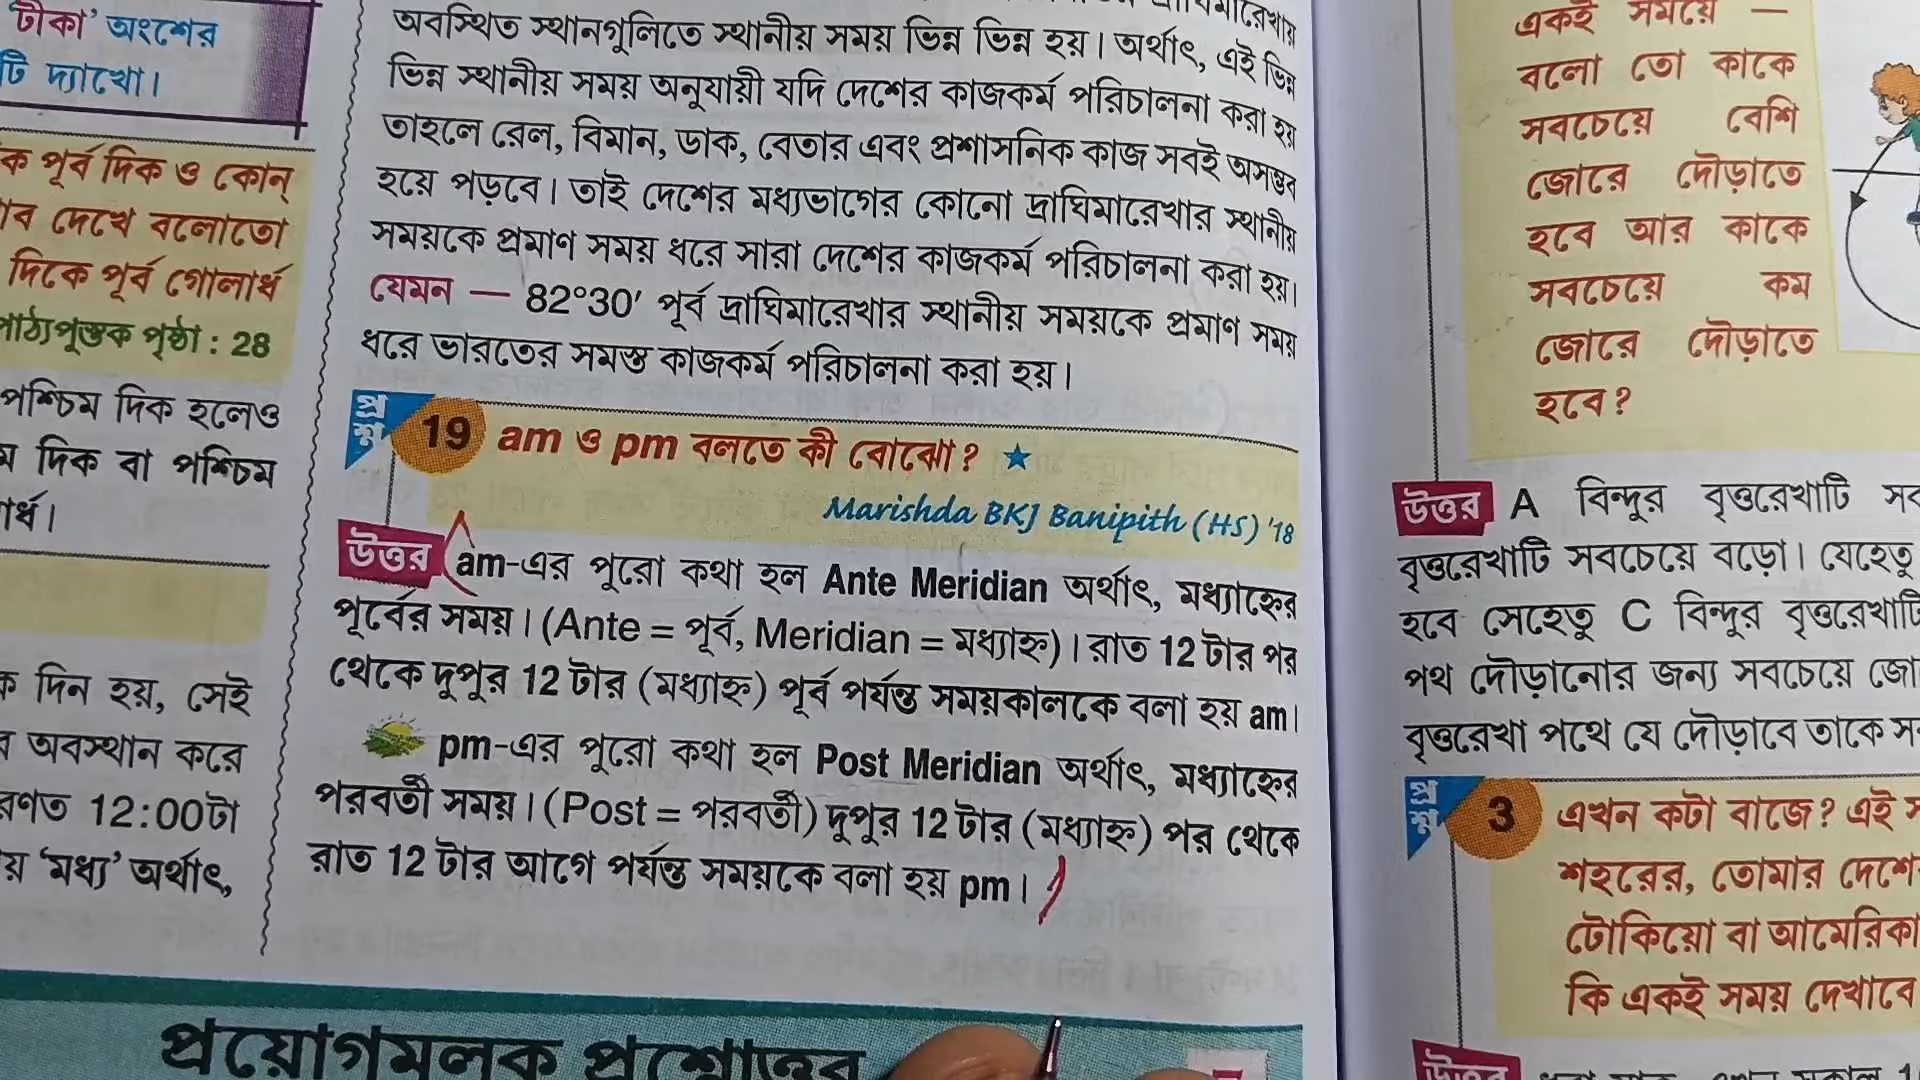 টীকা’ অংশের
টি দ্যাখো।
ক পূর্ব দিক ও কোন্
দেখে বলোতো
দিকে পূর্ব গোলার্ধ
পাঠ্যপুস্তক পৃষ্ঠা : 28
পশ্চিম দিক হলেও
দিক বা পশ্চিম
র্ধ।
ক দিন হয়, সেই
অবস্থান করে
রণত 12:00টা
য় ‘মধ্য’ অর্থাৎ,
অবস্থিত স্থানগুলিতে স্থানীয় সময় ভিন্ন ভিন্ন হয়। অর্থাৎ, এই ভিন্ন
ভিন্ন স্থানীয় সময় অনুযায়ী যদি দেশের কাজকর্ম পরিচালনা করা হয়
তাহলে রেল, বিমান, ডাক, বেতার এবং প্রশাসনিক কাজ সবই অসম্ভব
হয়ে পড়বে। তাই দেশের মধ্যভাগের কোনো দ্রাঘিমারেখার স্থানীয়
সময়কে প্রমাণ সময় ধরে সারা দেশের কাজকর্ম পরিচালনা করা হয়।
যেমন — 82°30′ পূর্ব দ্রাঘিমারেখার স্থানীয় সময়কে প্রমাণ সময়
ধরে ভারতের সমস্ত কাজকর্ম পরিচালনা করা হয়।
প্রশ্ন 19 am ও pm বলতে কী বোঝো? ★
Marishda BKJ Banipith (HS) '18
উত্তর am-এর পুরো কথা হল Ante Meridian অর্থাৎ, মধ্যাহ্নের
পূর্বের সময়। (Ante = পূর্ব, Meridian = মধ্যাহ্ন)। রাত 12 টার পর
থেকে দুপুর 12 টার (মধ্যাহ্ন) পূর্ব পর্যন্ত সময়কালকে বলা হয় am।
pm-এর পুরো কথা হল Post Meridian অর্থাৎ, মধ্যাহ্নের
পরবর্তী সময়। (Post = পরবর্তী) দুপুর 12 টার (মধ্যাহ্ন) পর থেকে
রাত 12 টার আগে পর্যন্ত সময়কে বলা হয় pm।
প্রয়োগমূলক প্রশ্নোত্তর
একই সময়ে —
বলো তো কাকে
সবচেয়ে বেশি
জোরে দৌড়াতে
হবে আর কাকে
সবচেয়ে কম
জোরে দৌড়াতে
হবে?
উত্তর A বিন্দুর বৃত্তরেখাটি সব
বৃত্তরেখাটি সবচেয়ে বড়ো। যেহেতু
হবে সেহেতু C বিন্দুর বৃত্তরেখাটি
পথ দৌড়ানোর জন্য সবচেয়ে জো
বৃত্তরেখা পথে যে দৌড়াবে তাকে স
প্রশ্ন 3 এখন কটা বাজে? এই স
শহরের, তোমার দেশে
টোকিয়ো বা আমেরিকা
কি একই সময় দেখাবে
উত্তর